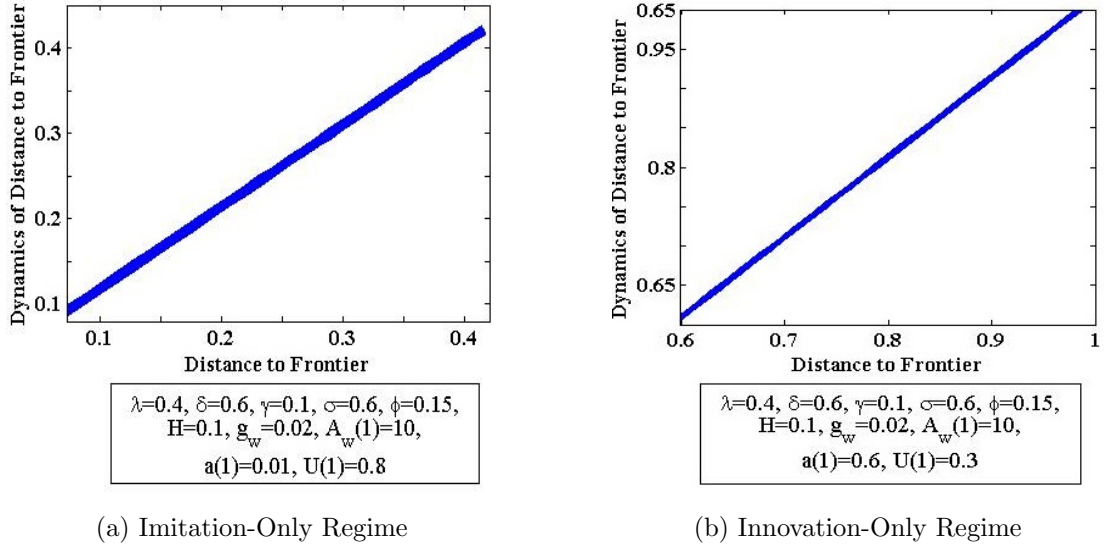 Dynamics of Distance to Frontier
0.4
0.3
0.2
0.1
0.1 0.2 0.3 0.4
Distance to Frontier
λ=0.4, δ=0.6, γ=0.1, σ=0.6, ϕ=0.15,
H=0.1, g_w=0.02, A_w(1)=10,
a(1)=0.01, U(1)=0.8
(a) Imitation-Only Regime
Dynamics of Distance to Frontier
0.65
0.95
0.8
0.65
0.6 0.7 0.8 0.9 1
Distance to Frontier
λ=0.4, δ=0.6, γ=0.1, σ=0.6, ϕ=0.15,
H=0.1, g_w=0.02, A_w(1)=10,
a(1)=0.6, U(1)=0.3
(b) Innovation-Only Regime